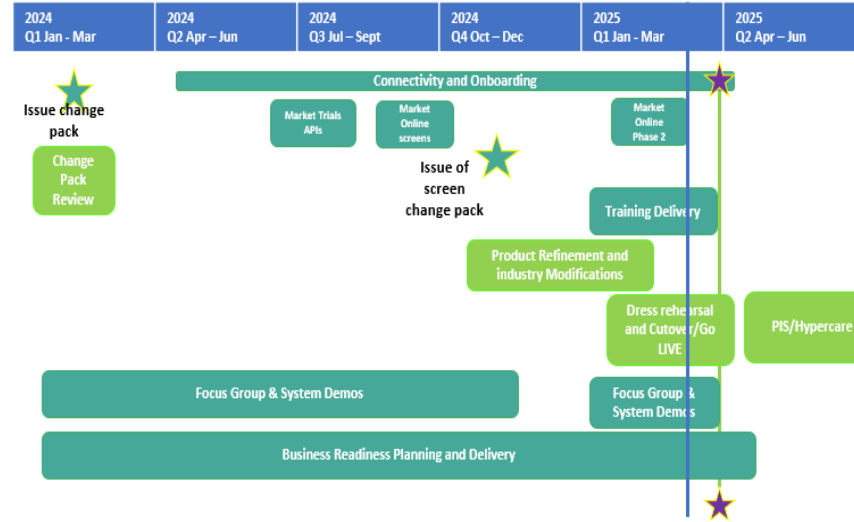 2024
Q1 Jan - Mar
2024
Q2 Apr – Jun
2024
Q3 Jul – Sept
2024
Q4 Oct – Dec
2025
Q1 Jan - Mar
2025
Q2 Apr – Jun
Connectivity and Onboarding
Issue change
pack
Market Trials
APIs
Market
Online
screens
Market
Online
Phase 2
Change
Pack
Review
Issue of
screen
change pack
Training Delivery
Product Refinement and
industry Modifications
Dress rehearsal
and Cutover/Go
LIVE
PIS/Hypercare
Focus Group & System Demos
Focus Group &
System Demos
Business Readiness Planning and Delivery